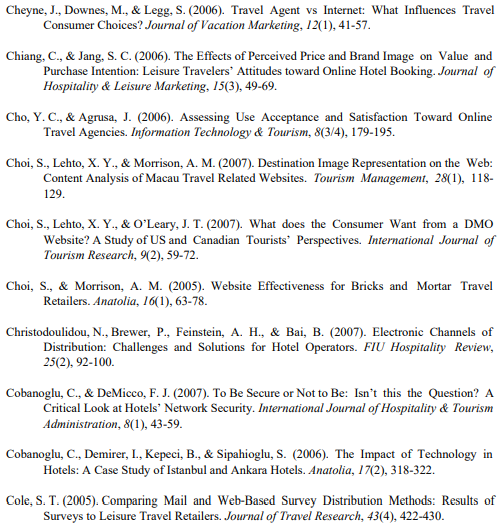 Cheyne, J., Downes, M., & Legg, S. (2006). Travel Agent vs Internet: What Influences Travel
Consumer Choices? Journal of Vacation Marketing, 12(1), 41-57.
Chiang, C., & Jang, S. C. (2006). The Effects of Perceived Price and Brand Image on Value and
Purchase Intention: Leisure Travelers' Attitudes toward Online Hotel Booking. Journal of
Hospitality & Leisure Marketing, 15(3), 49-69.
Cho, Y. C., & Agrusa, J. (2006). Assessing Use Acceptance and Satisfaction Toward Online
Travel Agencies. Information Technology & Tourism, 8(3/4), 179-195.
Choi, S., Lehto, X. Y., & Morrison, A. M. (2007). Destination Image Representation on the Web:
Content Analysis of Macau Travel Related Websites. Tourism Management, 28(1), 118-
129.
Choi, S., Lehto, X. Y., & O'Leary, J. T. (2007). What does the Consumer Want from a DMO
Website? A Study of US and Canadian Tourists' Perspectives. International Journal of
Tourism Research, 9(2), 59-72.
Choi, S., & Morrison, A. M. (2005). Website Effectiveness for Bricks and Mortar Travel
Retailers. Anatolia, 16(1), 63-78.
Christodoulidou, N., Brewer, P., Feinstein, A. H., & Bai, B. (2007). Electronic Channels of
Distribution: Challenges and Solutions for Hotel Operators. FIU Hospitality Review,
25(2), 92-100.
Cobanoglu, C., & DeMicco, F. J. (2007). To Be Secure or Not to Be: Isn't this the Question? A
Critical Look at Hotels' Network Security. International Journal of Hospitality & Tourism
Administration, 8(1), 43-59.
Cobanoglu, C., Demirer, I., Kepeci, B., & Sipahioglu, S. (2006). The Impact of Technology in
Hotels: A Case Study of Istanbul and Ankara Hotels. Anatolia, 17(2), 318-322.
Cole, S. T. (2005). Comparing Mail and Web-Based Survey Distribution Methods: Results of
Surveys to Leisure Travel Retailers. Journal of Travel Research, 43(4), 422-430.